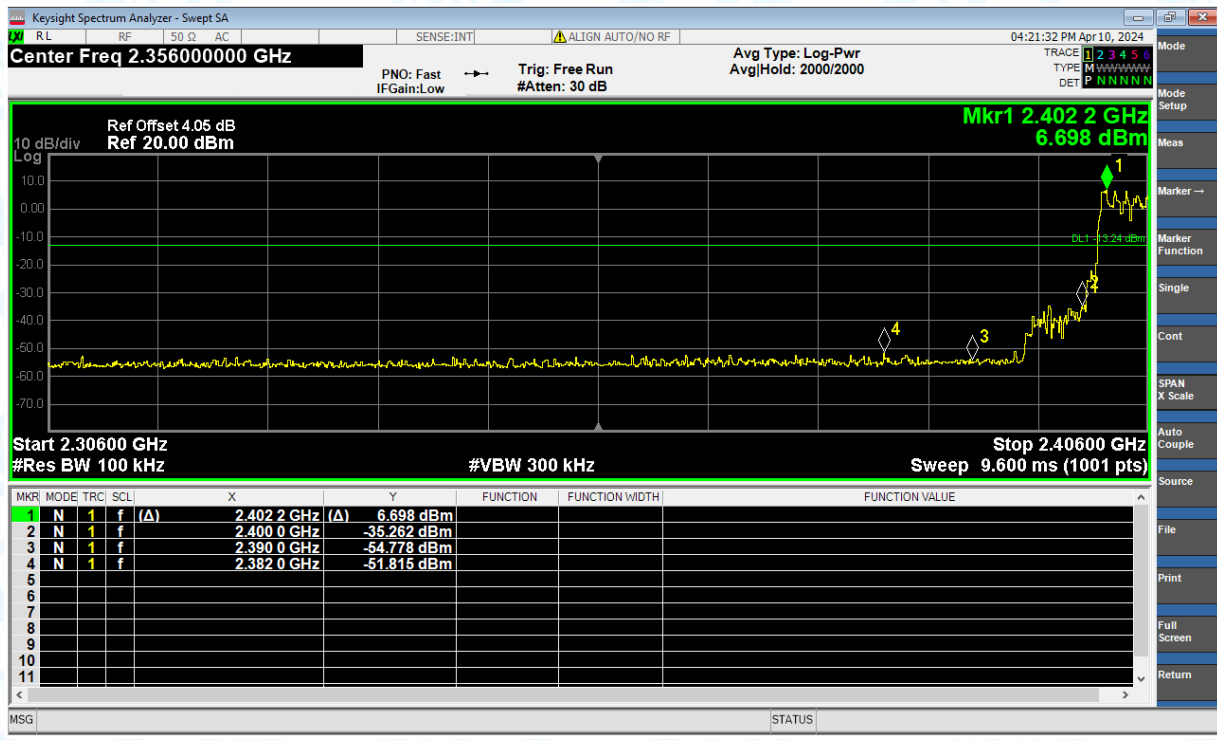 Keysight Spectrum Analyzer - Swept SA
LXI RL RF 50 Ω AC SENSE:INT ALIGN AUTO/NO RF 04:21:32 PM Apr 10, 2024
Center Freq 2.356000000 GHz
PNO: Fast
IFGain:Low
Trig: Free Run
#Atten: 30 dB
Avg Type: Log-Pwr
Avg|Hold: 2000/2000
TRACE 1 2 3 4 5 6
TYPE M WWWWW
DET P N N N N N
Mkr1 2.402 2 GHz
6.698 dBm
Ref Offset 4.05 dB
10 dB/div Ref 20.00 dBm
Log
10.0
0.00
-10.0
-20.0
-30.0
-40.0
-50.0
-60.0
-70.0
1
DL1 -13.24 dBm
2
4
3
Start 2.30600 GHz Stop 2.40600 GHz
#Res BW 100 kHz #VBW 300 kHz Sweep 9.600 ms (1001 pts)
MKR MODE TRC SCL X Y FUNCTION FUNCTION WIDTH FUNCTION VALUE
1 N 1 f (Δ) 2.402 2 GHz (Δ) 6.698 dBm
2 N 1 f 2.400 0 GHz -35.262 dBm
3 N 1 f 2.390 0 GHz -54.778 dBm
4 N 1 f 2.382 0 GHz -51.815 dBm
5
6
7
8
9
10
11
MSG STATUS
Mode
Mode
Setup
Meas
Marker →
Marker
Function
Single
Cont
SPAN
X Scale
Auto
Couple
Source
File
Print
Full
Screen
Return